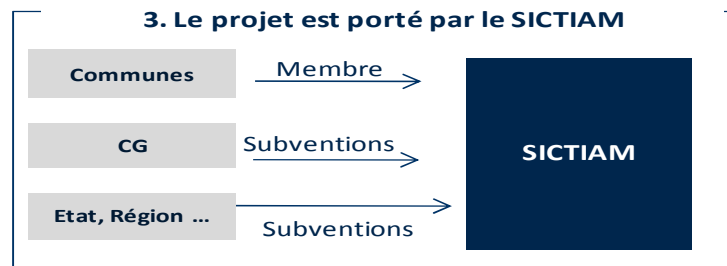 3. Le projet est porté par le SICTIAM
Communes
Membre
CG
Subventions
SICTIAM
Etat, Région ...
Subventions